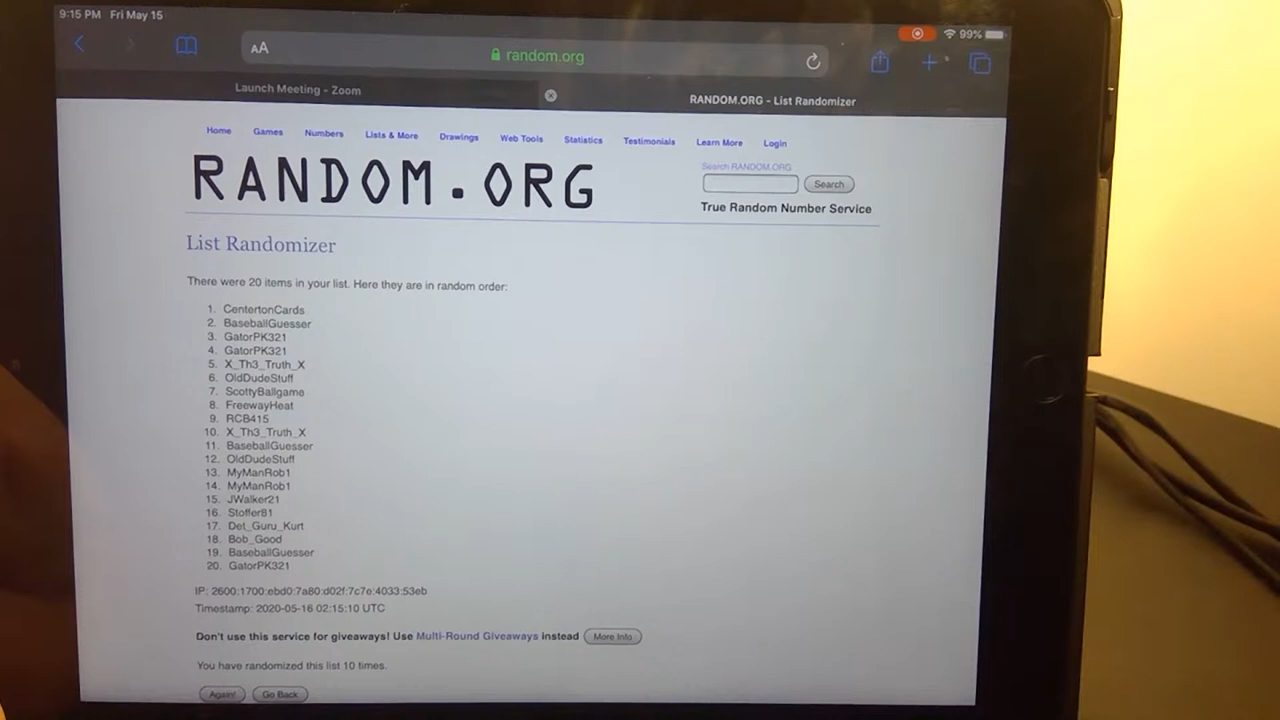 9:15 PM Fri May 15
99%
AA
random.org
Launch Meeting - Zoom
RANDOM.ORG - List Randomizer
Home Games Numbers Lists & More Drawings Web Tools Statistics Testimonials Learn More Login
RANDOM.ORG
Search RANDOM.ORG
Search
True Random Number Service
List Randomizer
There were 20 items in your list. Here they are in random order:
1. CentertonCards
2. BaseballGuesser
3. GatorPK321
4. GatorPK321
5. X_Th3_Truth_X
6. OldDudeStuff
7. ScottyBallgame
8. FreewayHeat
9. RCB415
10. X_Th3_Truth_X
11. BaseballGuesser
12. OldDudeStuff
13. MyManRob1
14. MyManRob1
15. JWalker21
16. Stoffer81
17. Det_Guru_Kurt
18. Bob_Good
19. BaseballGuesser
20. GatorPK321
IP: 2600:1700:ebd0:7a80:d02f:7c7e:4033:53eb
Timestamp: 2020-05-16 02:15:10 UTC
Don't use this service for giveaways! Use Multi-Round Giveaways instead More Info
You have randomized this list 10 times.
Again! Go Back